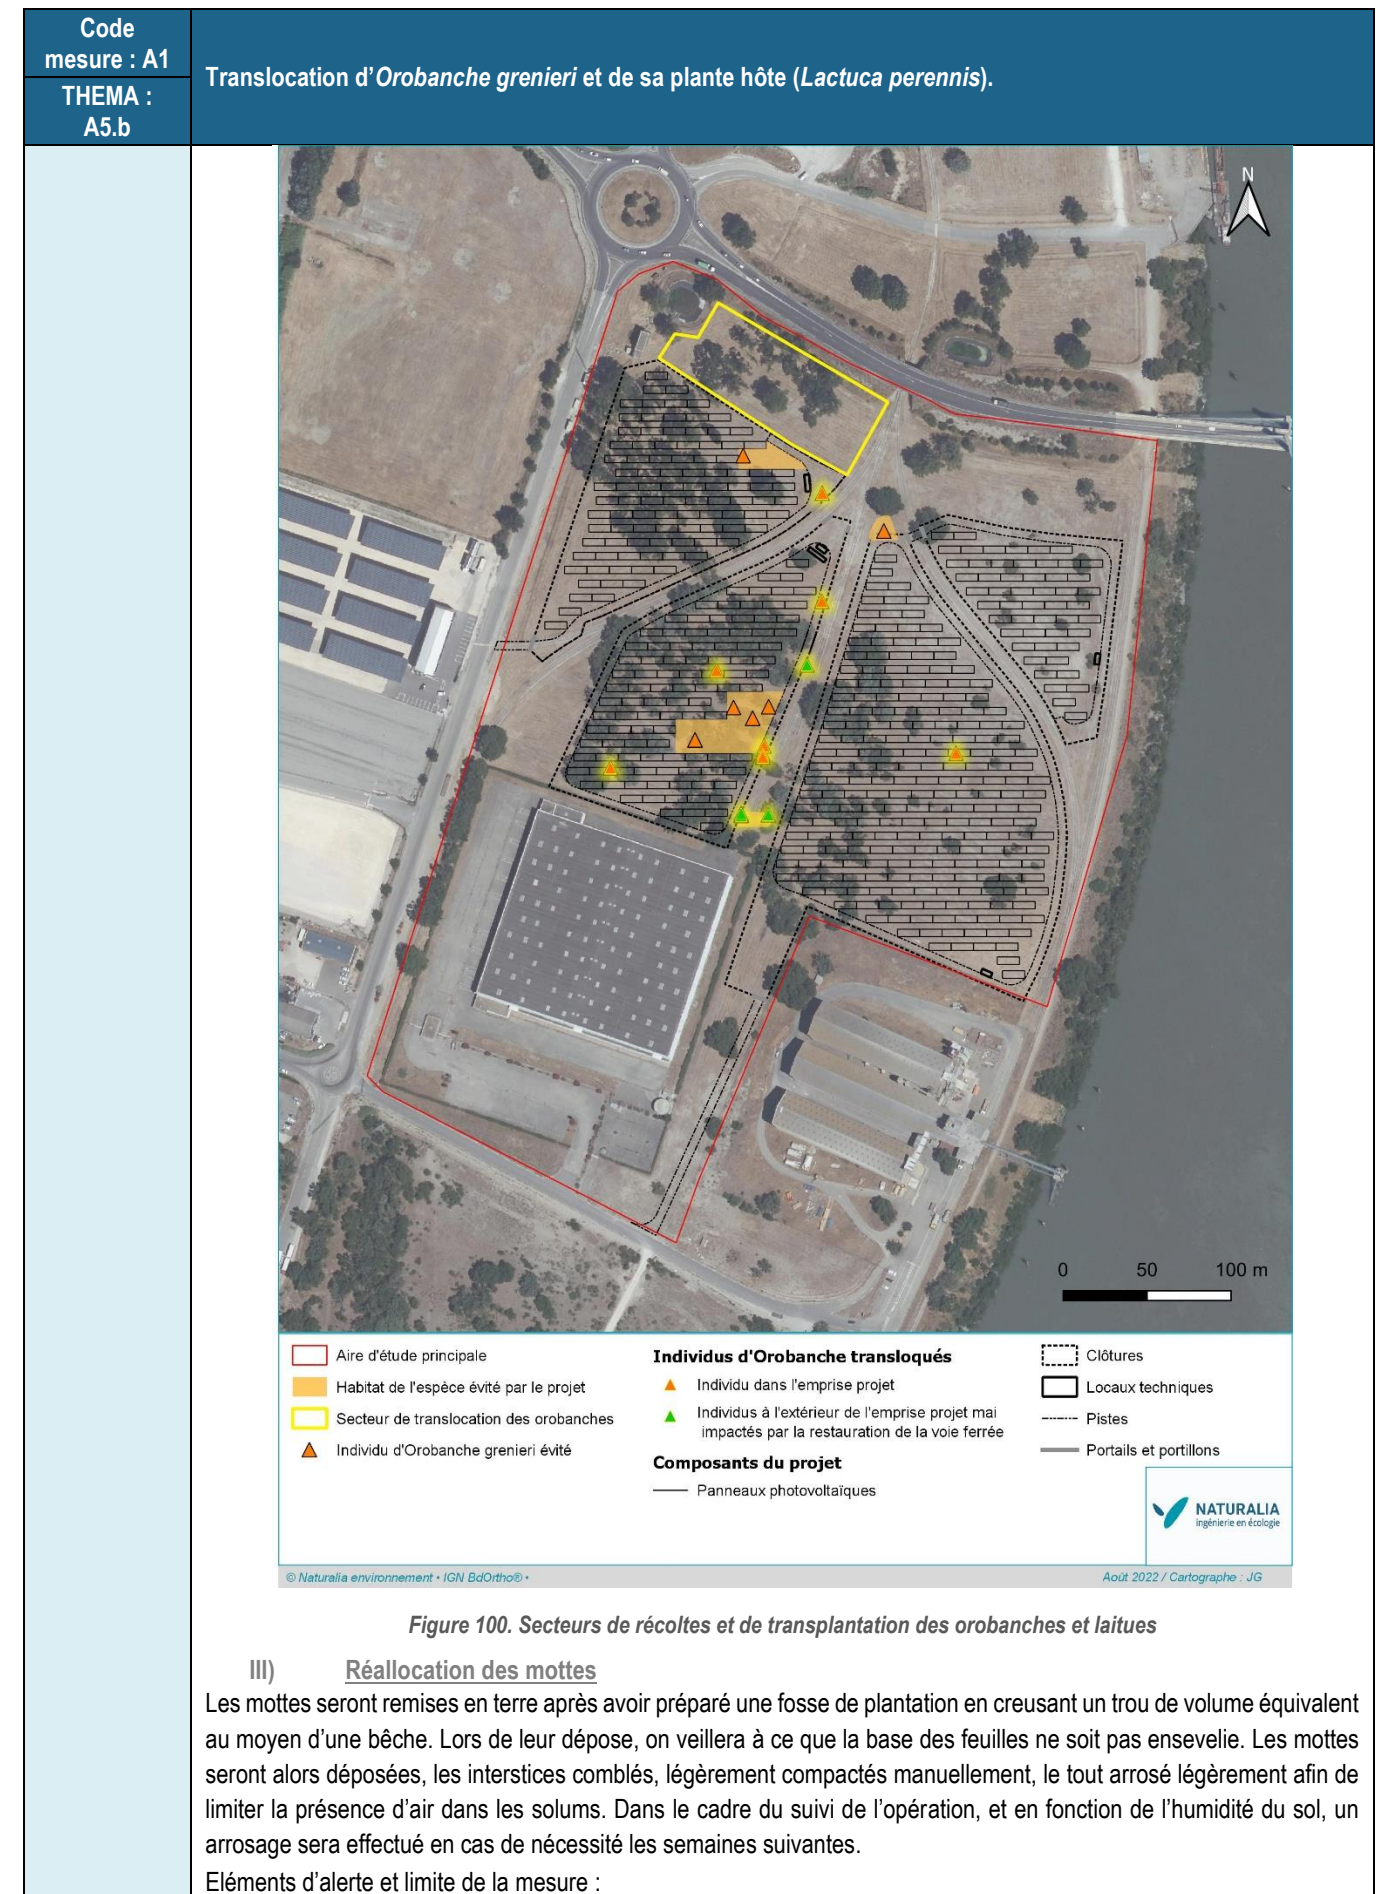 Code
mesure : A1
THEMA :
A5.b
Translocation d’Orobanche grenieri et de sa plante hôte (Lactuca perennis).
N
0 50 100 m
Aire d'étude principale
Habitat de l'espèce évité par le projet
Secteur de translocation des orobanches
Individu d'Orobanche grenieri évité
Individus d'Orobanche transloqués
Individu dans l'emprise projet
Individus à l'extérieur de l'emprise projet mai
impactés par la restauration de la voie ferrée
Composants du projet
Panneaux photovoltaïques
Clôtures
Locaux techniques
Pistes
Portails et portillons
NATURALIA
ingénierie en écologie
© Naturalia environnement • IGN BdOrtho® •
Août 2022 / Cartographe : JG
Figure 100. Secteurs de récoltes et de transplantation des orobanches et laitues
III) Réallocation des mottes
Les mottes seront remises en terre après avoir préparé une fosse de plantation en creusant un trou de volume équivalent
au moyen d’une bêche. Lors de leur dépose, on veillera à ce que la base des feuilles ne soit pas ensevelie. Les mottes
seront alors déposées, les interstices comblés, légèrement compactés manuellement, le tout arrosé légèrement afin de
limiter la présence d’air dans les solums. Dans le cadre du suivi de l’opération, et en fonction de l’humidité du sol, un
arrosage sera effectué en cas de nécessité les semaines suivantes.
Eléments d’alerte et limite de la mesure :